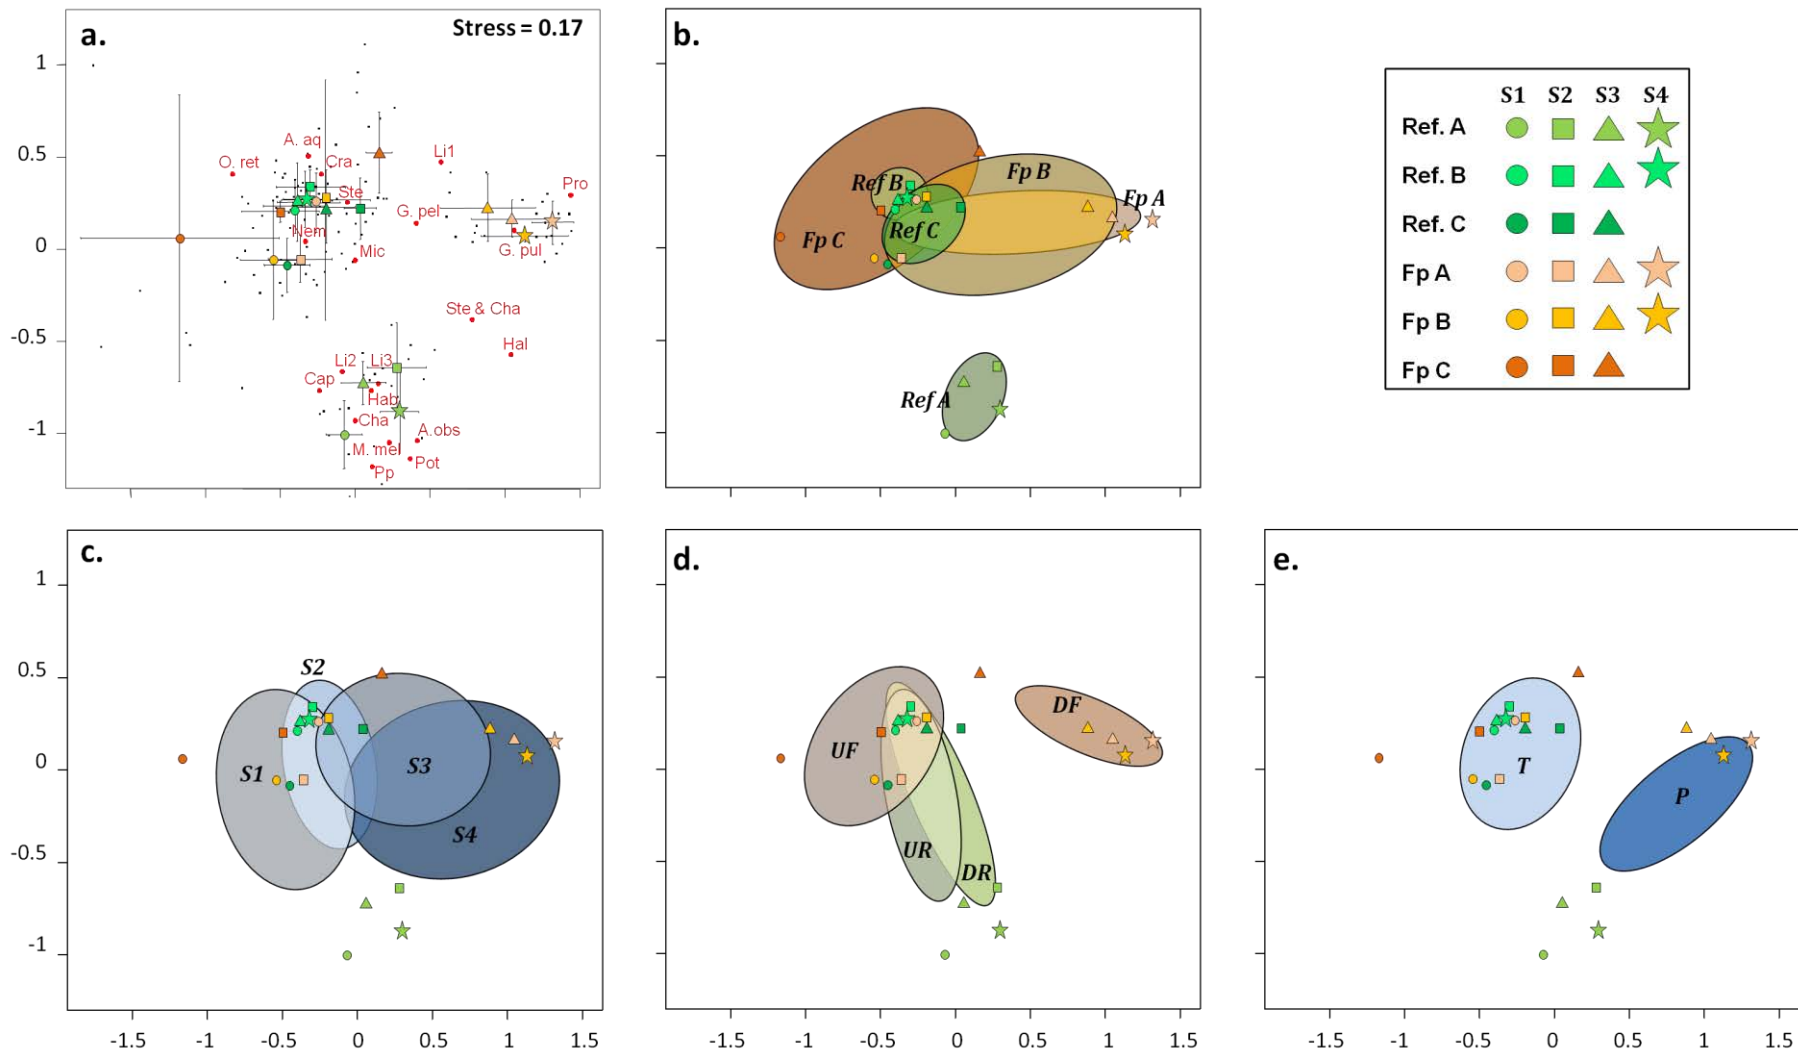 a.
Stress = 0.17
A. aq
O. ret
Cra
Li1
Ste
Pro
G. pel
Nem
Mic
G. pul
Ste & Cha
Hal
Li2
Li3
Cap
Hab
Cha
A.obs
M. mel
Pot
Pp
1
0.5
0
-0.5
-1
b.
Ref B
Fp B
Fp A
Fp C
Ref C
Ref A
S1 S2 S3 S4
Ref. A
Ref. B
Ref. C
Fp A
Fp B
Fp C
c.
S2
S1
S3
S4
1
0.5
0
-0.5
-1
-1.5 -1 -0.5 0 0.5 1 1.5
d.
UF
DF
UR
DR
-1.5 -1 -0.5 0 0.5 1 1.5
e.
T
P
-1.5 -1 -0.5 0 0.5 1 1.5